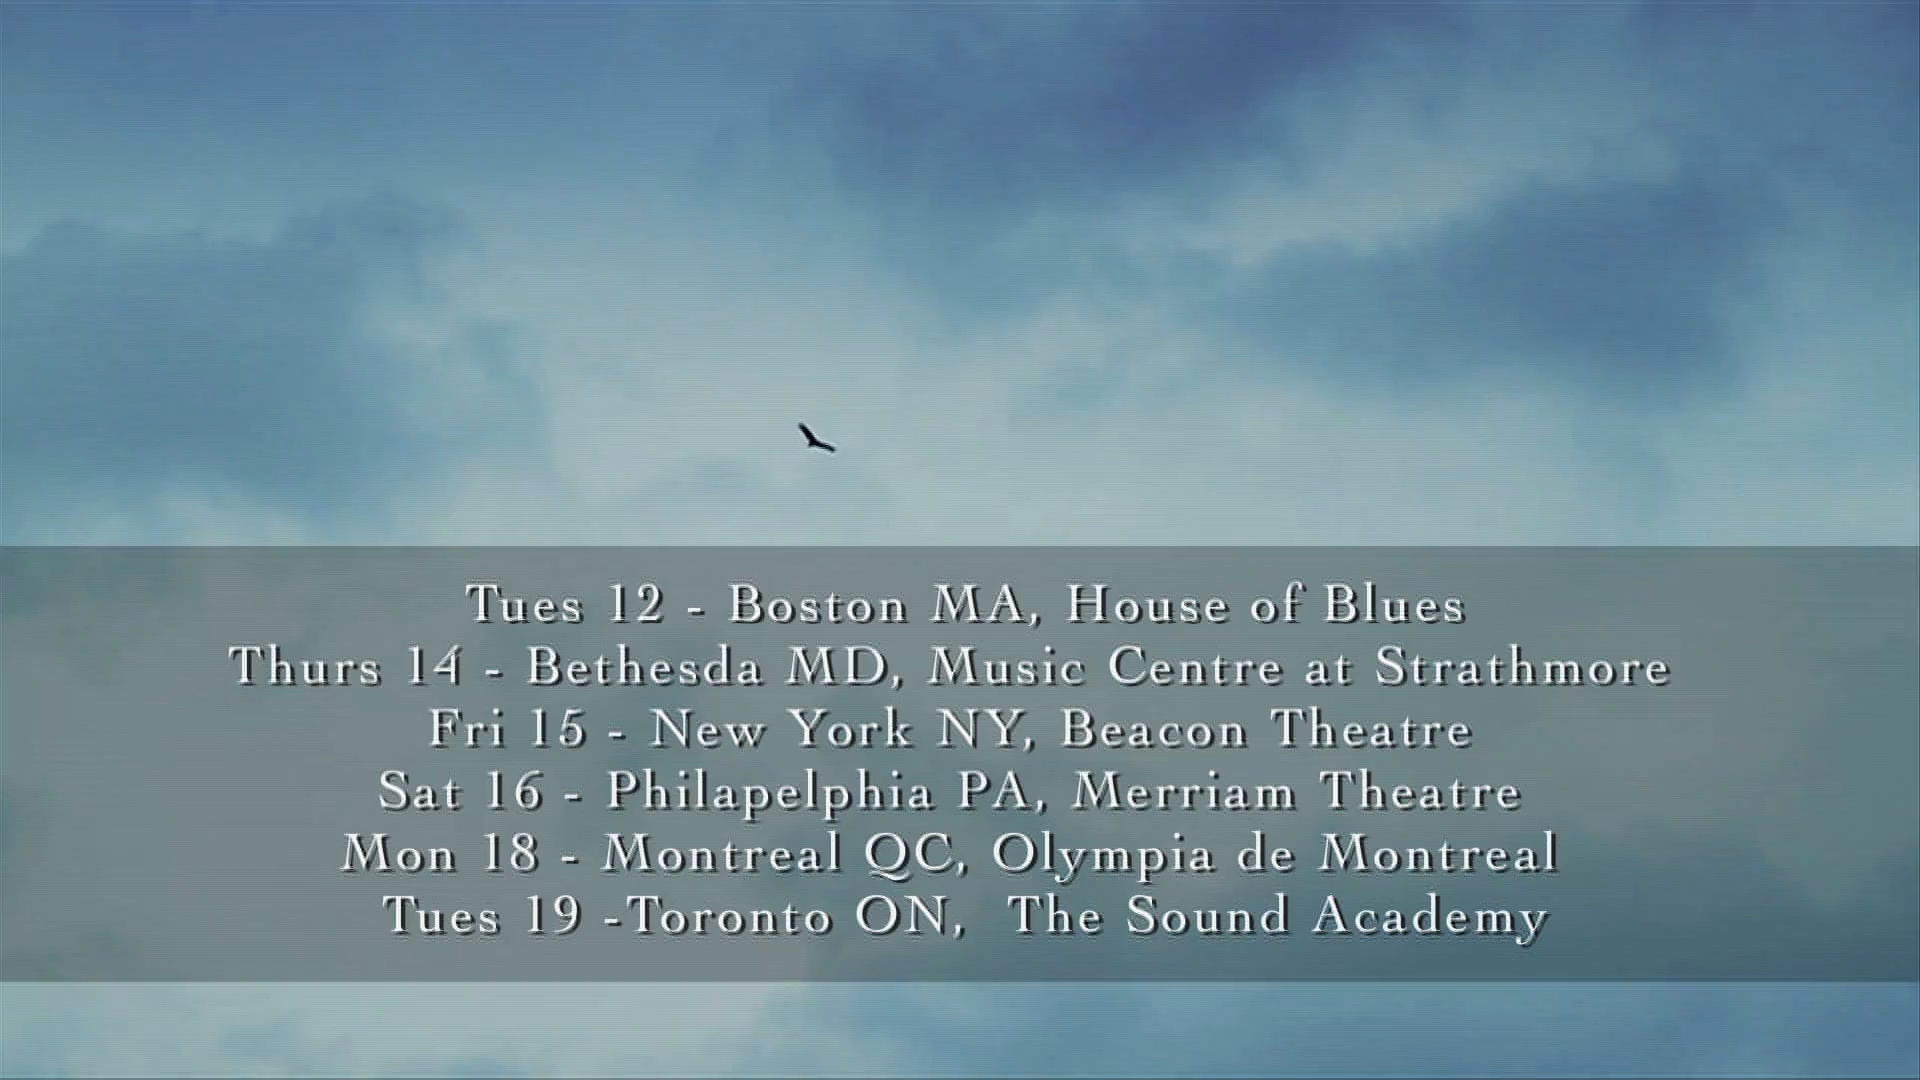 Tues 12 - Boston MA, House of Blues
Thurs 14 - Bethesda MD, Music Centre at Strathmore
Fri 15 - New York NY, Beacon Theatre
Sat 16 - Philapelphia PA, Merriam Theatre
Mon 18 - Montreal QC, Olympia de Montreal
Tues 19 -Toronto ON,  The Sound Academy